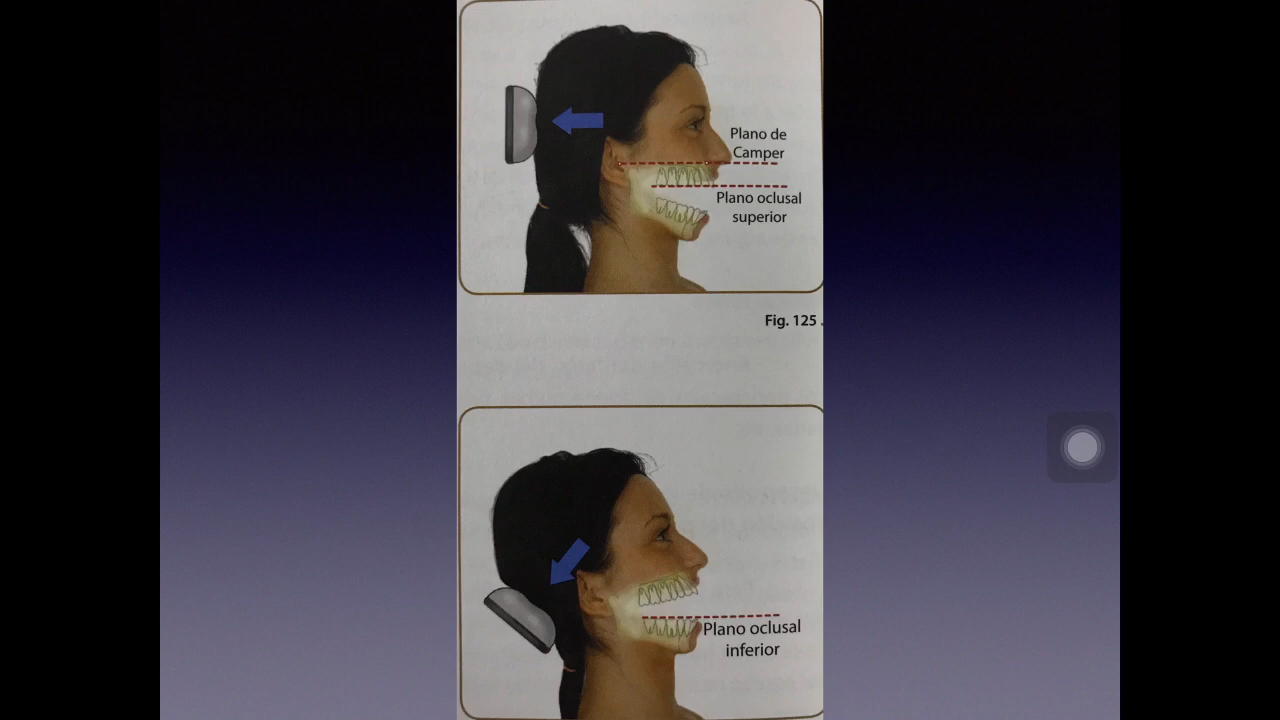 Plano de
Camper
Plano oclusal
superior
Fig. 125
Plano oclusal
inferior